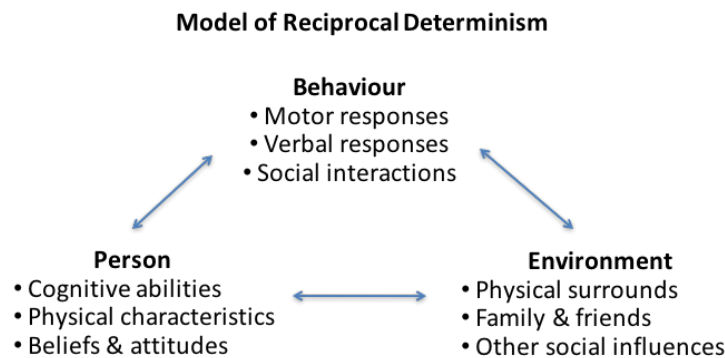 Model of Reciprocal Determinism
Behaviour
• Motor responses
• Verbal responses
• Social interactions
Person
• Cognitive abilities
• Physical characteristics
• Beliefs & attitudes
Environment
• Physical surrounds
• Family & friends
• Other social influences